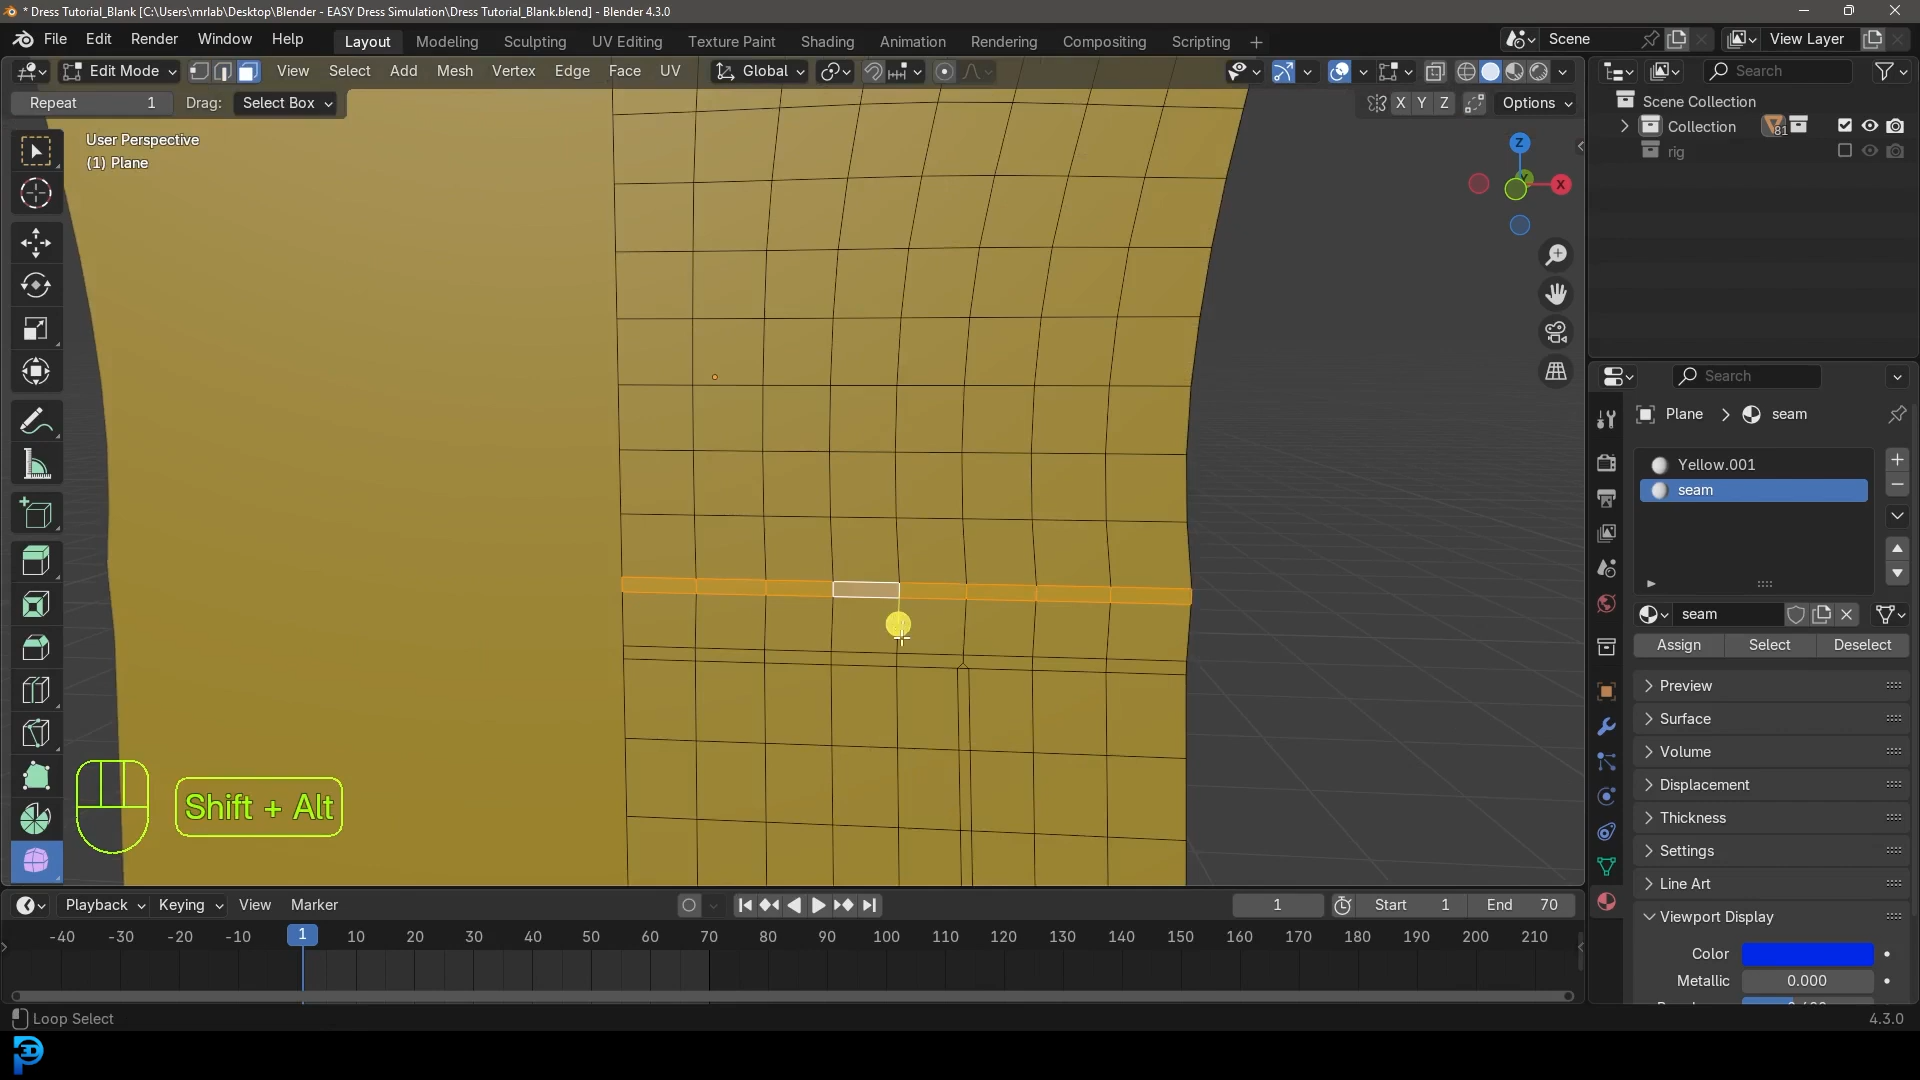 * Dress Tutorial_Blank [C:\Users\mrlab\Desktop\Blender - EASY Dress Simulation\Dress Tutorial_Blank.blend] - Blender 4.3.0
File Edit Render Window Help Layout Modeling Sculpting UV Editing Texture Paint Shading Animation Rendering Compositing Scripting + Scene View Layer
Edit Mode View Select Add Mesh Vertex Edge Face UV Global Search
Repeat 1 Drag: Select Box X Y Z Options Scene Collection
User Perspective
(1) Plane
Collection 81
rig
Z
X
Search
Plane > seam
Yellow.001
seam
seam
Assign Select Deselect
Preview
Surface
Volume
Displacement
Shift + Alt
Thickness
Settings
Line Art
Viewport Display
Color
Metallic 0.000
Playback Keying View Marker 1 Start 1 End 70
-40 -30 -20 -10 1 10 20 30 40 50 60 70 80 90 100 110 120 130 140 150 160 170 180 190 200 210
Loop Select 4.3.0